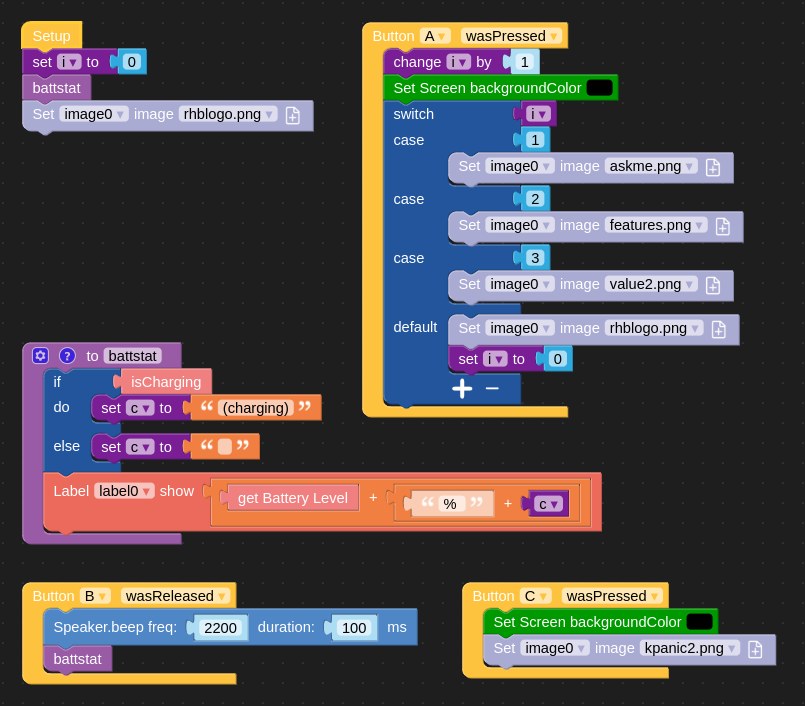 Setup
set i to 0
battstat
Set image0 image rhblogo.png
Button A wasPressed
change i by 1
Set Screen backgroundColor
switch i
case 1
Set image0 image askme.png
case 2
Set image0 image features.png
case 3
Set image0 image value2.png
default Set image0 image rhblogo.png
set i to 0
+ −
? to battstat
if isCharging
do set c to “ (charging) ”
else set c to “ ”
Label label0 show get Battery Level + “ % ” + c
Button B wasReleased
Speaker.beep freq: 2200 duration: 100 ms
battstat
Button C wasPressed
Set Screen backgroundColor
Set image0 image kpanic2.png